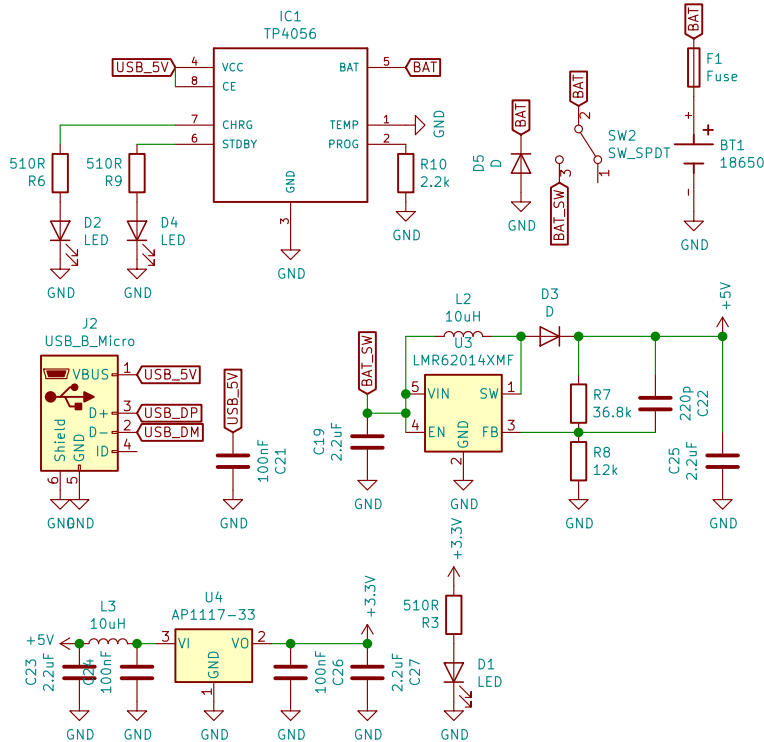 IC1
TP4056
USB_5V
4
VCC
8
CE
7
CHRG
6
STDBY
BAT
5
BAT
TEMP
1
GND
PROG
2
GND
3
GND
510R
R6
510R
R9
D2
LED
D4
LED
GND
GND
R10
2.2k
GND
BAT
D5
D
GND
BAT
2
SW2
SW_SPDT
3
1
BAT_SW
BAT
F1
Fuse
+
+
BT1
18650
-
GND
J2
USB_B_Micro
VBUS
1
USB_5V
D+
3
USB_DP
D-
2
USB_DM
ID
4
Shield
GND
6
5
GND
GND
USB_5V
100nF
C21
GND
BAT_SW
C19
2.2uF
GND
L2
10uH
U3
LMR62014XMF
5
VIN
4
EN
SW
1
FB
3
GND
2
GND
D3
D
R7
36.8k
R8
12k
GND
220p
C22
+5V
C25
2.2uF
GND
+5V
C23
2.2uF
L3
10uH
C24
100nF
GND
GND
U4
AP1117-33
3
VI
VO
2
GND
1
GND
100nF
C26
GND
+3.3V
2.2uF
C27
GND
+3.3V
510R
R3
D1
LED
GND